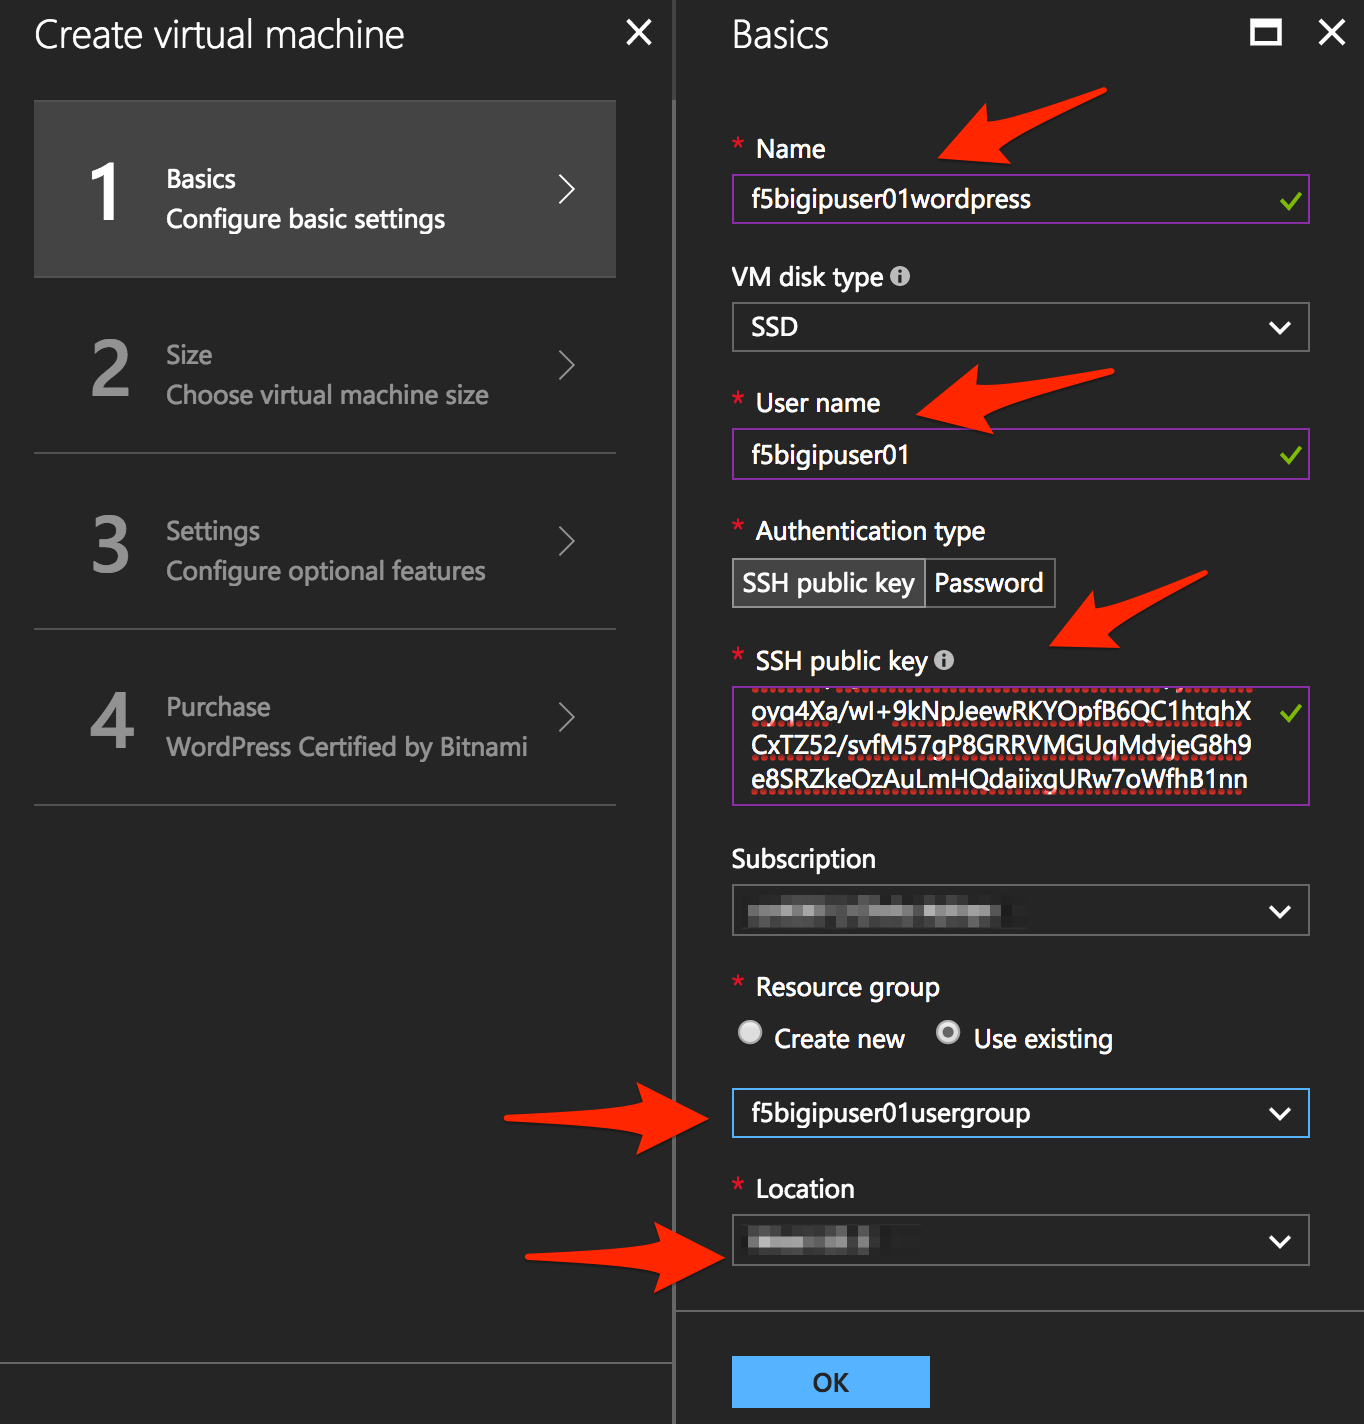 Create virtual machine
1
Basics
Configure basic settings
2
Size
Choose virtual machine size
3
Settings
Configure optional features
4
Purchase
WordPress Certified by Bitnami
Basics
* Name
f5bigipuser01wordpress
VM disk type
SSD
* User name
f5bigipuser01
* Authentication type
SSH public key Password
* SSH public key
oyq4Xa/wI+9kNpJeewRKYOpfB6QC1htqhX
CxTZ52/svfM57gP8GRRVMGUqMdyjeG8h9
e8SRZkeOzAuLmHQdaiixgURw7oWfhB1nn
Subscription
* Resource group
Create new Use existing
f5bigipuser01usergroup
* Location
OK